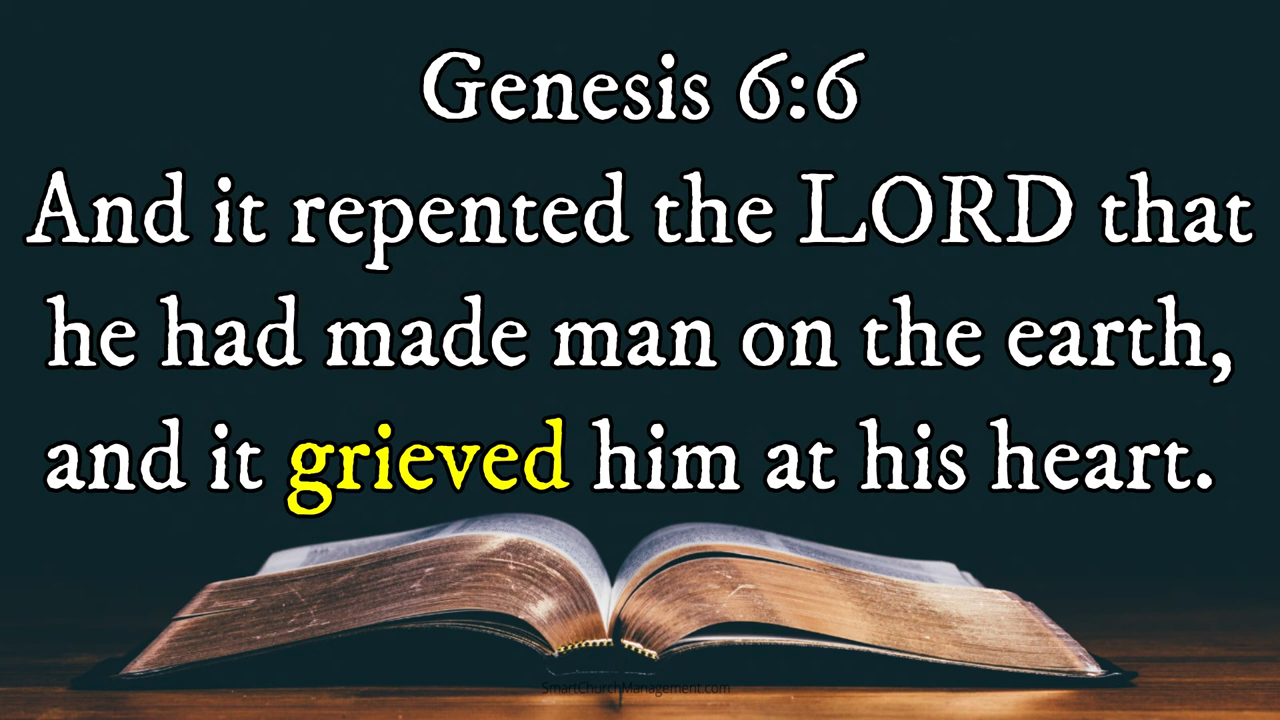 Genesis 6:6
And it repented the LORD that
he had made man on the earth,
and it grieved him at his heart.
SmartChurchManagement.com